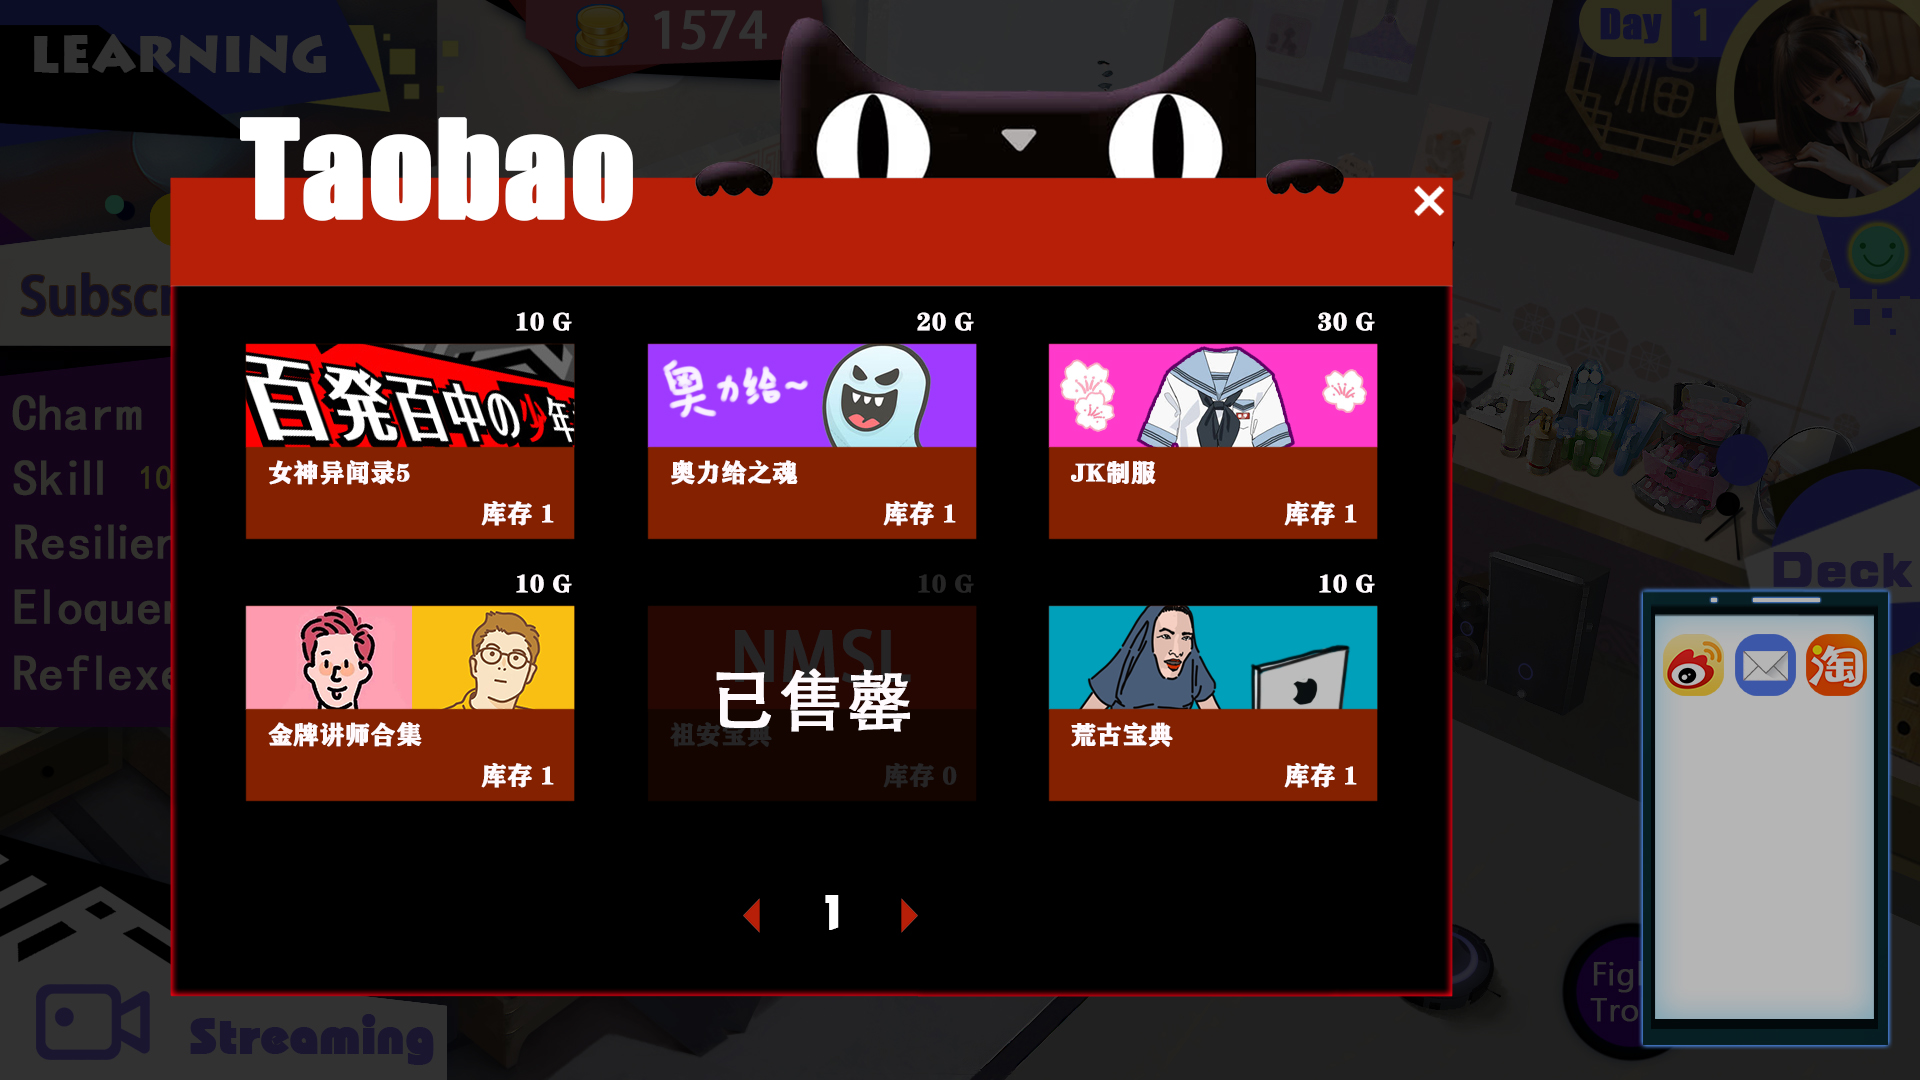 LEARNING
1574
Day 1
Taobao
Subscr
10 G
20 G
30 G
百発百中の少年
奥力给~
女神异闻录5
库存 1
奥力给之魂
库存 1
JK制服
库存 1
Charm
Skill 10
Resilien
Eloquen
Reflexe
10 G
10 G
10 G
NMSL
已售罄
金牌讲师合集
库存 1
祖安宝典
库存 0
荒古宝典
库存 1
Deck
淘
1
Figh
Tro
Streaming